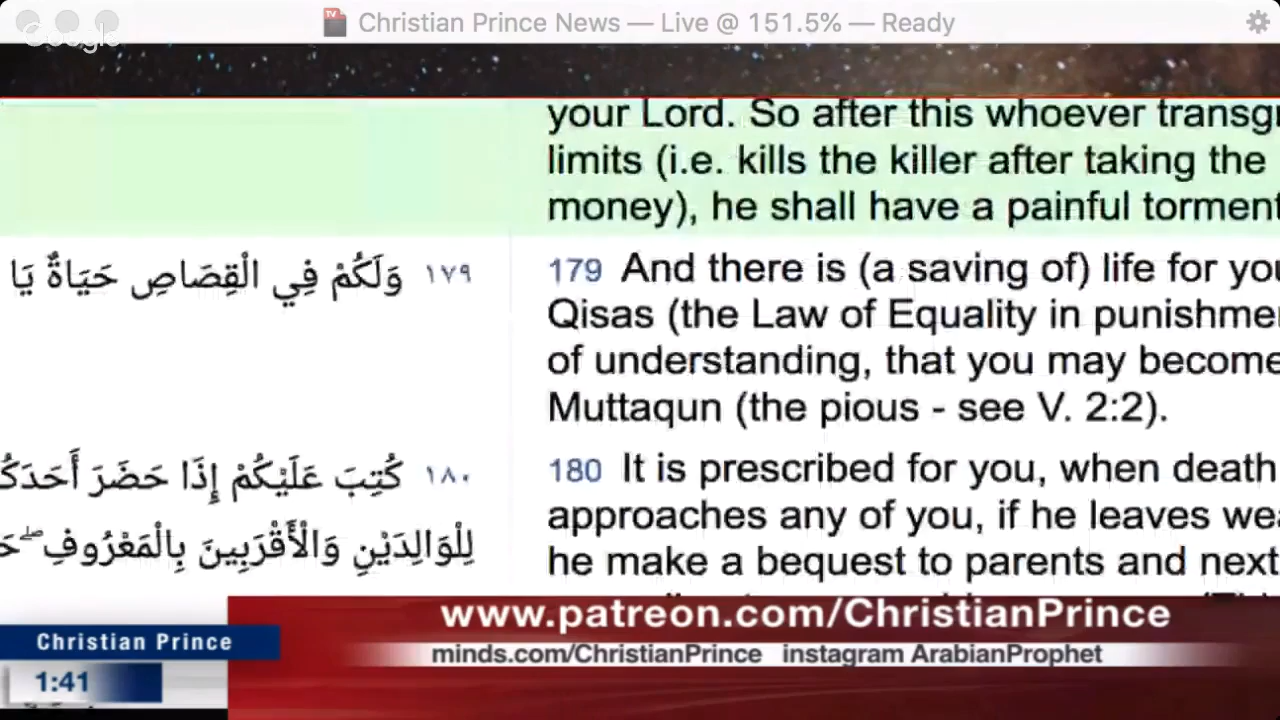 Christian Prince News — Live @ 151.5% — Ready
Google
your Lord. So after this whoever
limits (i.e. kills the killer after taking the
money), he shall have a painful torment
١٧٩ وَلَكُمْ فِي الْقِصَاصِ حَيَاةٌ يَا
179 And there is (a saving of) life for
Qisas (the Law of Equality in
of understanding, that you may become
Muttaqun (the pious - see V. 2:2).
١٨٠ كُتِبَ عَلَيْكُمْ إِذَا حَضَرَ
لِلْوَالِدَيْنِ وَالْأَقْرَبِينَ بِالْمَعْرُوفِ ۖ
180 It is prescribed for you, when death
approaches any of you, if he leaves
he make a bequest to parents and next
www.patreon.com/ChristianPrince
minds.com/ChristianPrince instagram ArabianProphet
Christian Prince
1:41